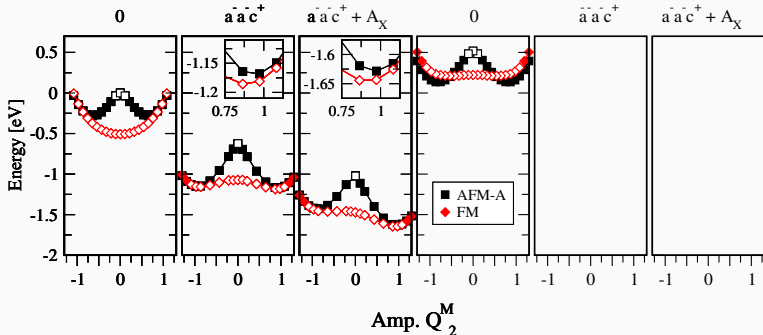 0 a⁻a⁻c⁺ a⁻a⁻c⁺ + A_X 0 a⁻a⁻c⁺ a⁻a⁻c⁺ + A_X
0.5
0
-0.5
-1
-1.5
-2
Energy [eV]
-1.15
-1.2
0.75 1
-1.6
-1.65
0.75 1
AFM-A
FM
-1 0 1 -1 0 1 -1 0 1 -1 0 1 -1 0 1 -1 0 1
Amp. Q₂ᴹ